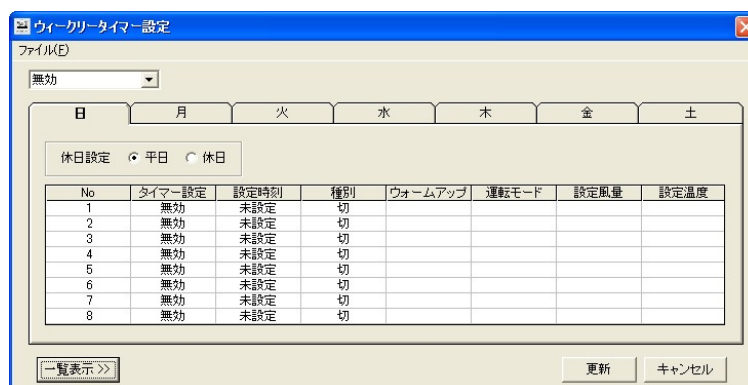 ウィークリータイマー設定
ファイル(F)
無効
日 月 火 水 木 金 土
休日設定 平日 休日
No タイマー設定 設定時刻 種別 ウォームアップ 運転モード 設定風量 設定温度
1 無効 未設定 切
2 無効 未設定 切
3 無効 未設定 切
4 無効 未設定 切
5 無効 未設定 切
6 無効 未設定 切
7 無効 未設定 切
8 無効 未設定 切
一覧表示>> 更新 キャンセル